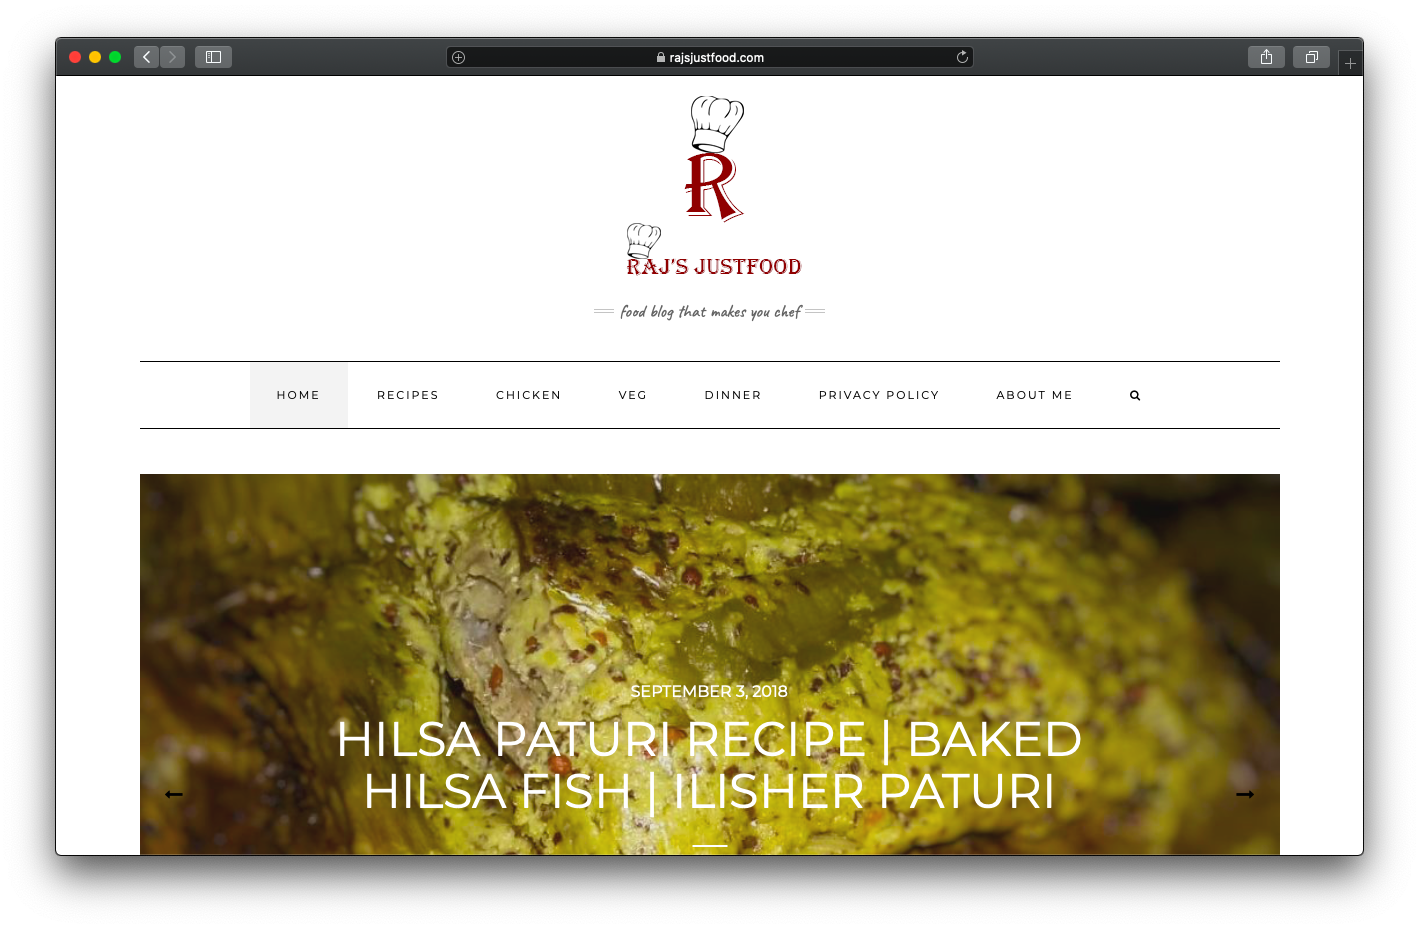 rajsjustfood.com
R
RAJ'S JUSTFOOD
food blog that makes you chef
HOME RECIPES CHICKEN VEG DINNER PRIVACY POLICY ABOUT ME
SEPTEMBER 3, 2018
HILSA PATURI RECIPE | BAKED
HILSA FISH | ILISHER PATURI